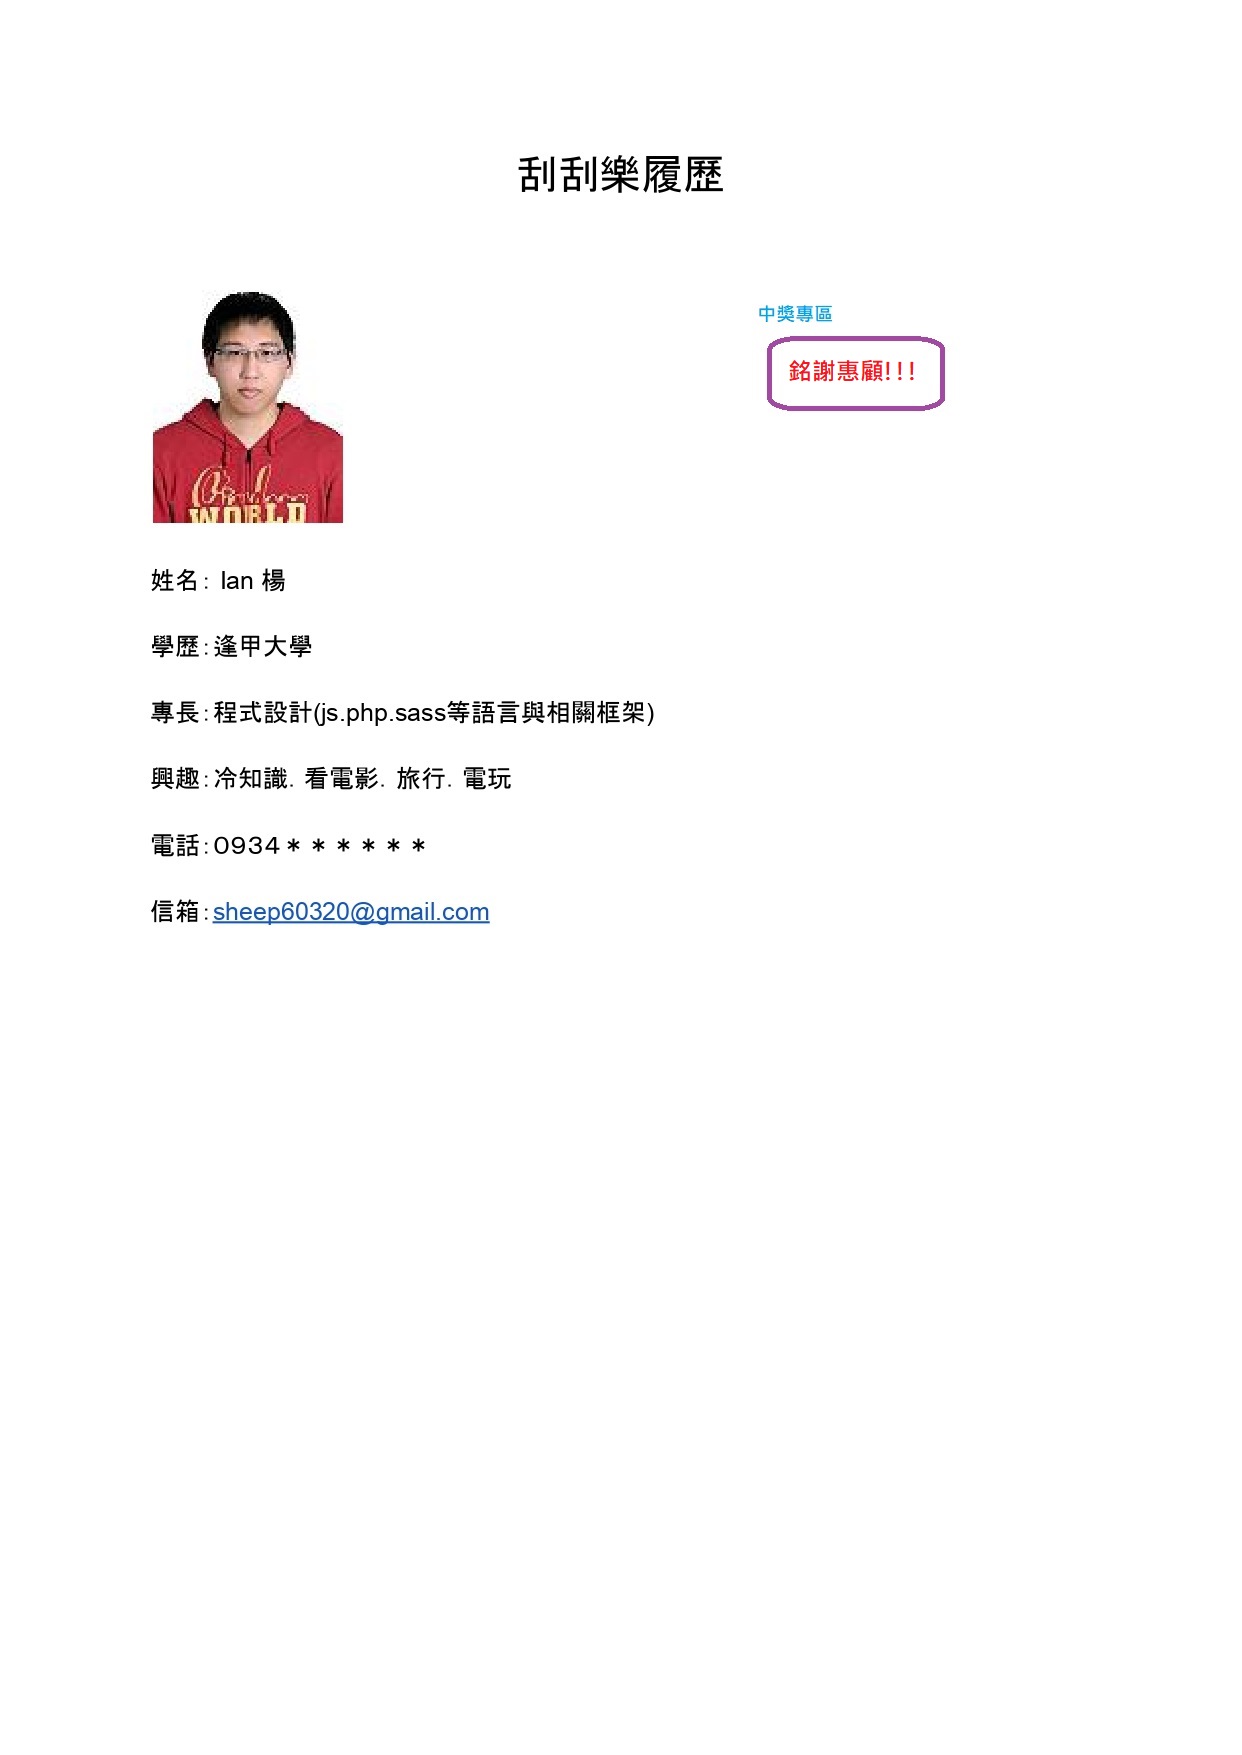 刮刮樂履歷
中獎專區
銘謝惠顧!!!
WORLD
姓名： Ian 楊
學歷：逢甲大學
專長：程式設計(js.php.sass等語言與相關框架)
興趣：冷知識．看電影．旅行．電玩
電話：0934＊＊＊＊＊＊
信箱：sheep60320@gmail.com